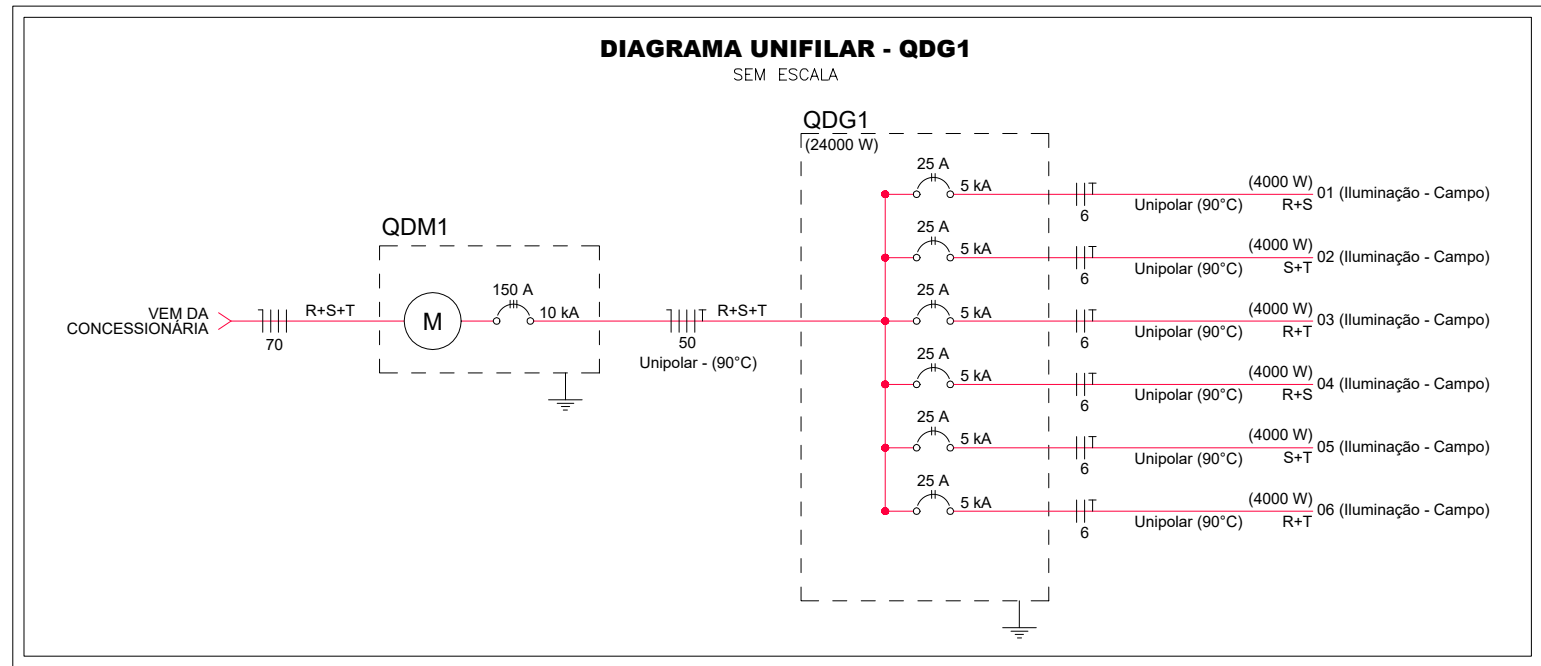 DIAGRAMA UNIFILAR - QDG1
SEM ESCALA
VEM DA
CONCESSIONÁRIA
70
R+S+T
QDM1
M
150 A
10 kA
50
R+S+T
Unipolar - (90°C)
QDG1
(24000 W)
25 A
5 kA
T
6
Unipolar (90°C)
(4000 W)
R+S
01 (Iluminação - Campo)
25 A
5 kA
T
6
Unipolar (90°C)
(4000 W)
S+T
02 (Iluminação - Campo)
25 A
5 kA
T
6
Unipolar (90°C)
(4000 W)
R+T
03 (Iluminação - Campo)
25 A
5 kA
T
6
Unipolar (90°C)
(4000 W)
R+S
04 (Iluminação - Campo)
25 A
5 kA
T
6
Unipolar (90°C)
(4000 W)
S+T
05 (Iluminação - Campo)
25 A
5 kA
T
6
Unipolar (90°C)
(4000 W)
R+T
06 (Iluminação - Campo)